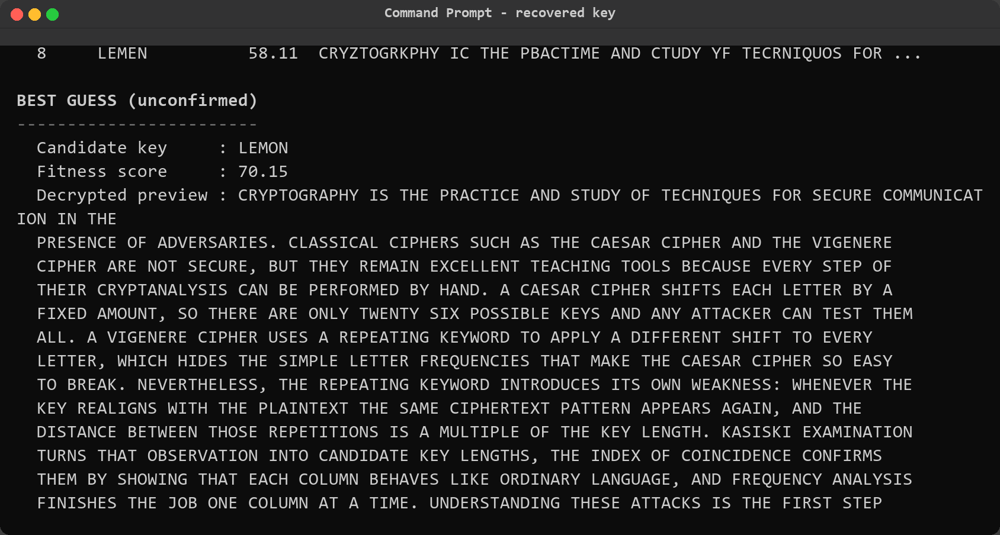 Command Prompt - recovered key
8 LEMEN 58.11 CRYZTOGRKPHY IC THE PBACTIME AND CTUDY YF TECRNIQUOS FOR ...
BEST GUESS (unconfirmed)
------------------------
Candidate key : LEMON
Fitness score : 70.15
Decrypted preview : CRYPTOGRAPHY IS THE PRACTICE AND STUDY OF TECHNIQUES FOR SECURE COMMUNICAT
ION IN THE
PRESENCE OF ADVERSARIES. CLASSICAL CIPHERS SUCH AS THE CAESAR CIPHER AND THE VIGENERE
CIPHER ARE NOT SECURE, BUT THEY REMAIN EXCELLENT TEACHING TOOLS BECAUSE EVERY STEP OF
THEIR CRYPTANALYSIS CAN BE PERFORMED BY HAND. A CAESAR CIPHER SHIFTS EACH LETTER BY A
FIXED AMOUNT, SO THERE ARE ONLY TWENTY SIX POSSIBLE KEYS AND ANY ATTACKER CAN TEST THEM
ALL. A VIGENERE CIPHER USES A REPEATING KEYWORD TO APPLY A DIFFERENT SHIFT TO EVERY
LETTER, WHICH HIDES THE SIMPLE LETTER FREQUENCIES THAT MAKE THE CAESAR CIPHER SO EASY
TO BREAK. NEVERTHELESS, THE REPEATING KEYWORD INTRODUCES ITS OWN WEAKNESS: WHENEVER THE
KEY REALIGNS WITH THE PLAINTEXT THE SAME CIPHERTEXT PATTERN APPEARS AGAIN, AND THE
DISTANCE BETWEEN THOSE REPETITIONS IS A MULTIPLE OF THE KEY LENGTH. KASISKI EXAMINATION
TURNS THAT OBSERVATION INTO CANDIDATE KEY LENGTHS, THE INDEX OF COINCIDENCE CONFIRMS
THEM BY SHOWING THAT EACH COLUMN BEHAVES LIKE ORDINARY LANGUAGE, AND FREQUENCY ANALYSIS
FINISHES THE JOB ONE COLUMN AT A TIME. UNDERSTANDING THESE ATTACKS IS THE FIRST STEP